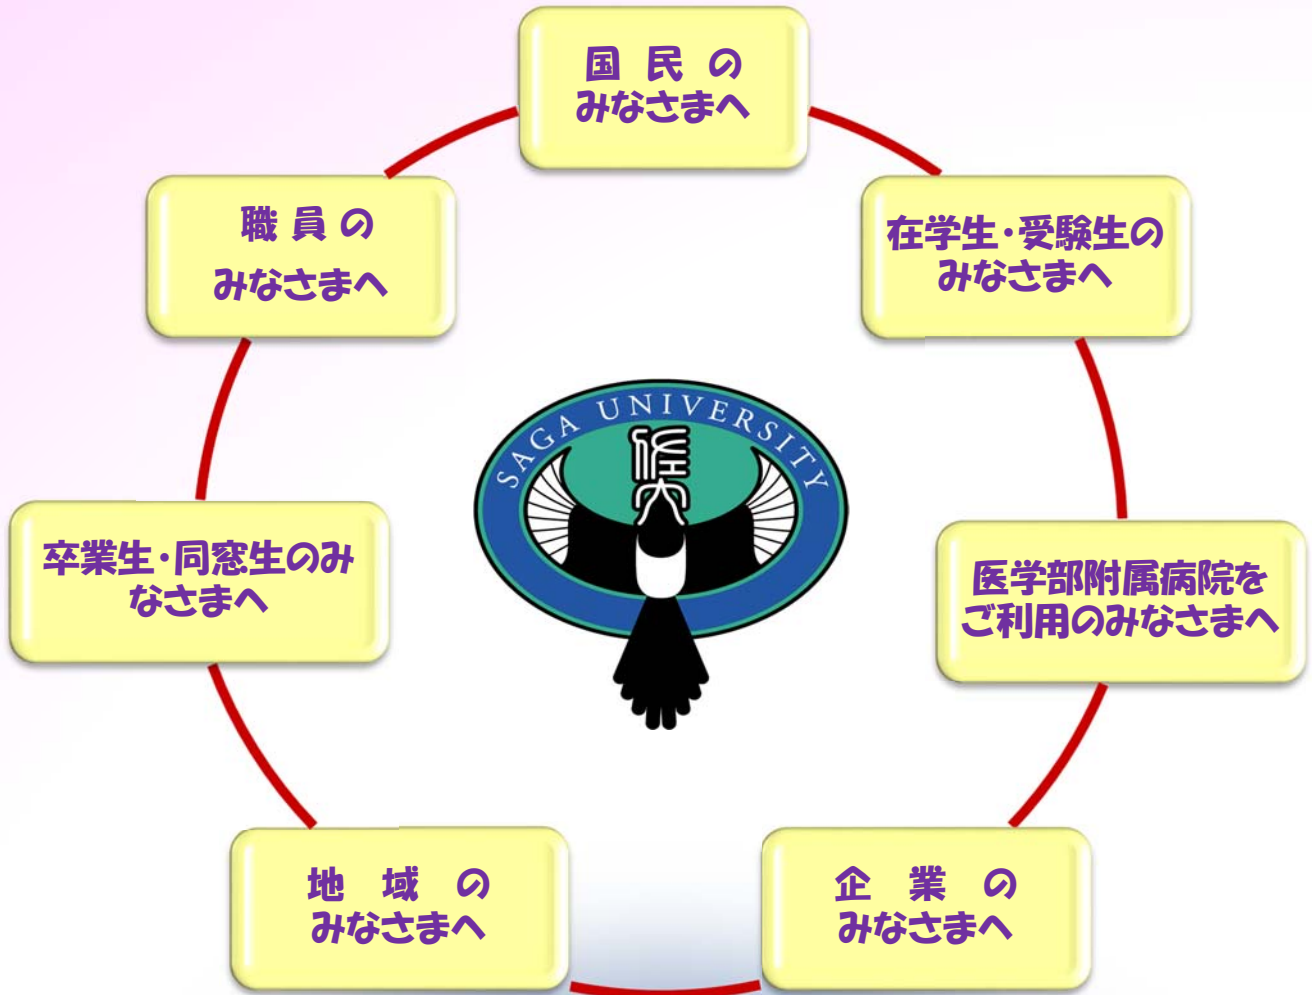 国 民 の
みなさまへ
職 員 の
みなさまへ
在学生・受験生の
みなさまへ
SAGA UNIVERSITY
佐大
卒業生・同窓生のみ
なさまへ
医学部附属病院を
ご利用のみなさまへ
地 域 の
みなさまへ
企 業 の
みなさまへ